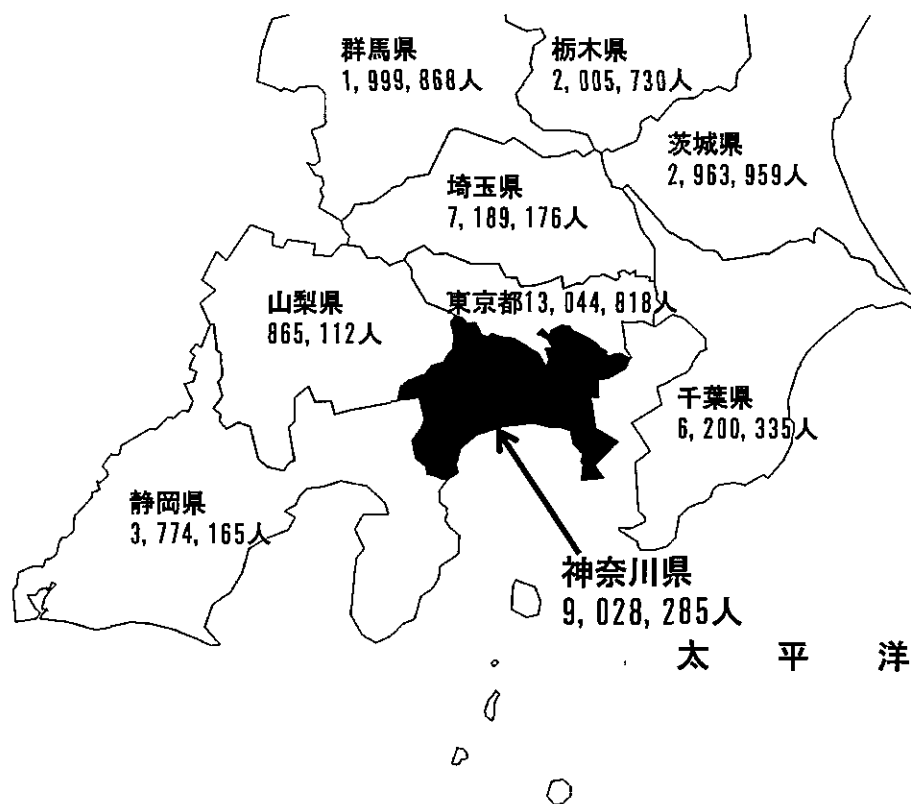 群馬県
1,999,868人
栃木県
2,005,730人
茨城県
2,963,959人
埼玉県
7,189,176人
山梨県
865,112人
東京都13,044,818人
千葉県
6,200,335人
静岡県
3,774,165人
神奈川県
9,028,285人
太平洋